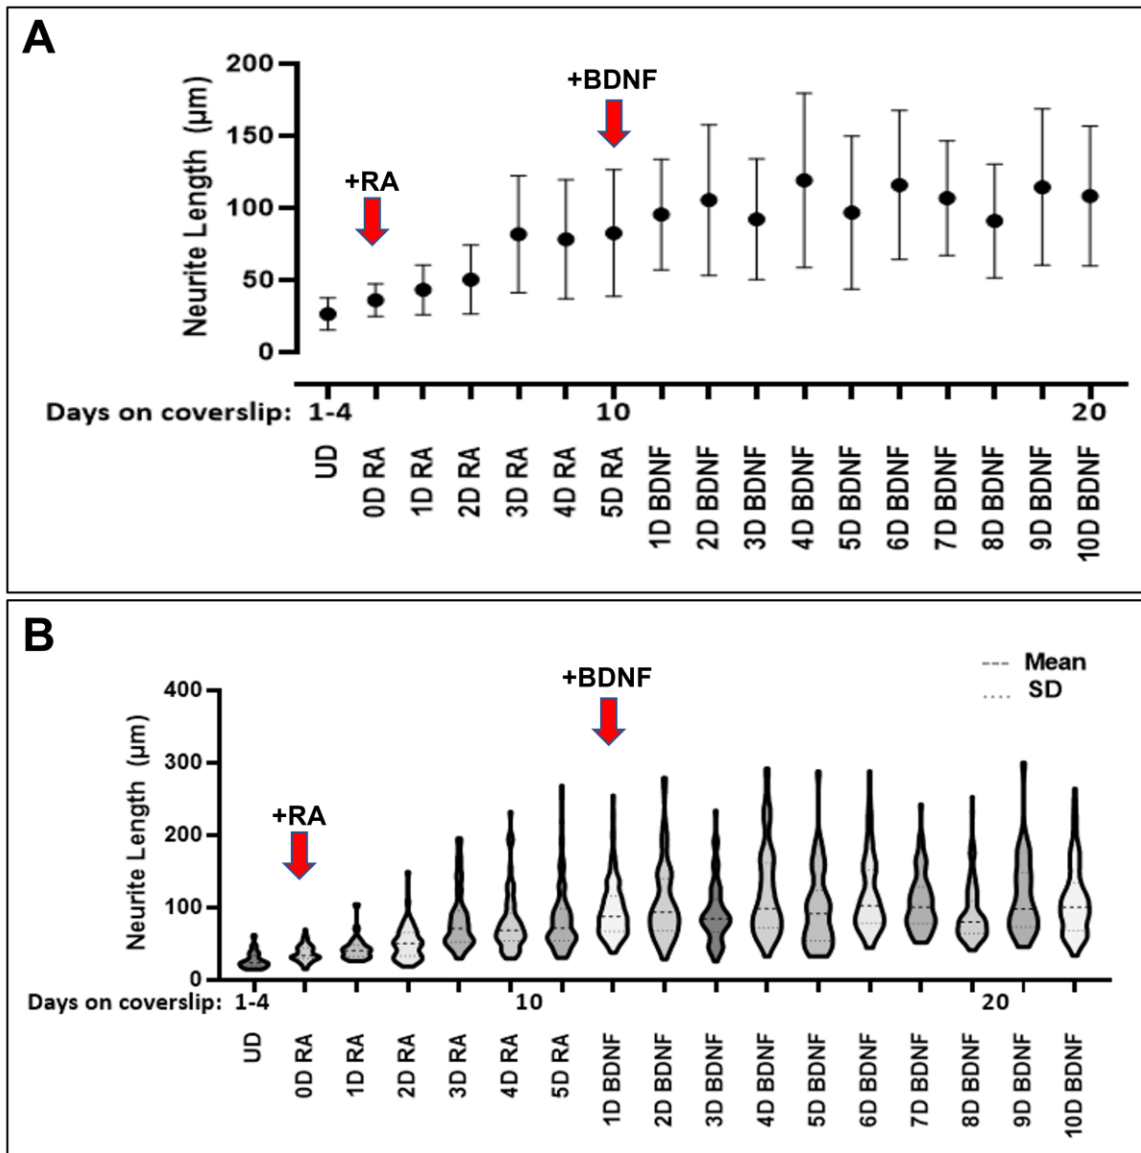 A
+BDNF
+RA
Neurite Length (µm)
200
150
100
50
0
Days on coverslip: 1-4 10 20
UD
0D RA
1D RA
2D RA
3D RA
4D RA
5D RA
1D BDNF
2D BDNF
3D BDNF
4D BDNF
5D BDNF
6D BDNF
7D BDNF
8D BDNF
9D BDNF
10D BDNF
B
Mean
SD
+BDNF
+RA
Neurite Length (µm)
400
300
200
100
0
Days on coverslip: 1-4 10 20
UD
0D RA
1D RA
2D RA
3D RA
4D RA
5D RA
1D BDNF
2D BDNF
3D BDNF
4D BDNF
5D BDNF
6D BDNF
7D BDNF
8D BDNF
9D BDNF
10D BDNF